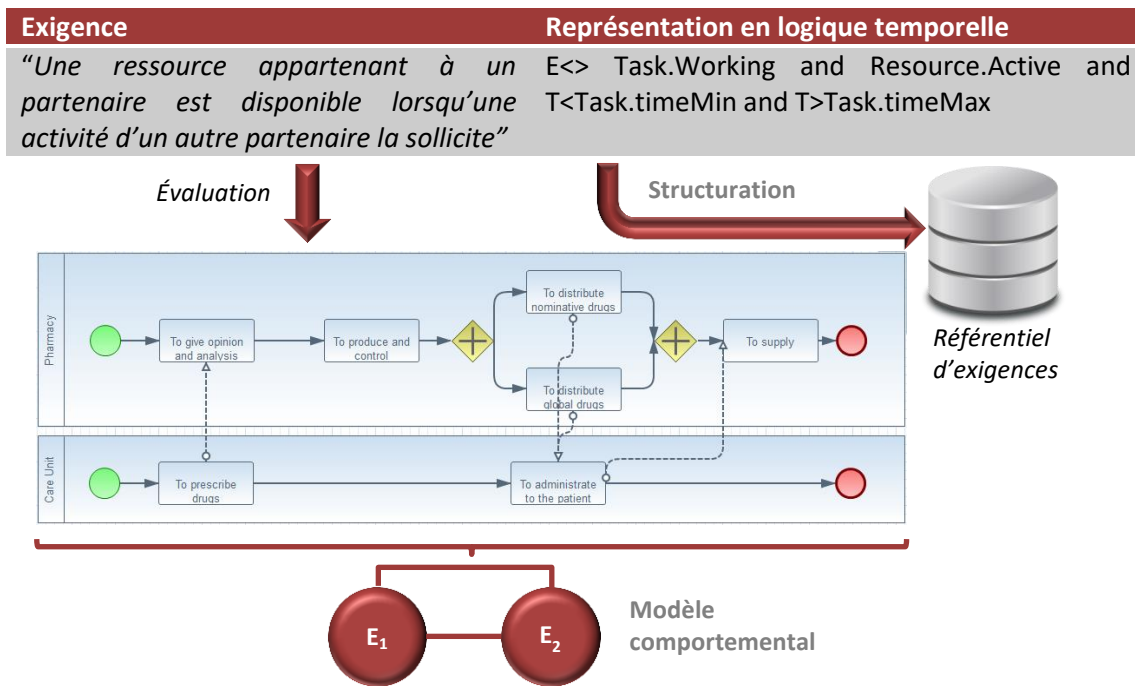 Exigence
Représentation en logique temporelle
“Une ressource appartenant à un
partenaire est disponible lorsqu’une
activité d’un autre partenaire la sollicite”
E<> Task.Working and Resource.Active and
T<Task.timeMin and T>Task.timeMax
Évaluation
Structuration
Référentiel
d’exigences
Pharmacy
To give opinion
and analysis
To produce and
control
To distribute
nominative drugs
To distribute
global drugs
To supply
Care Unit
To prescribe
drugs
To administrate
to the patient
E1
E2
Modèle
comportemental